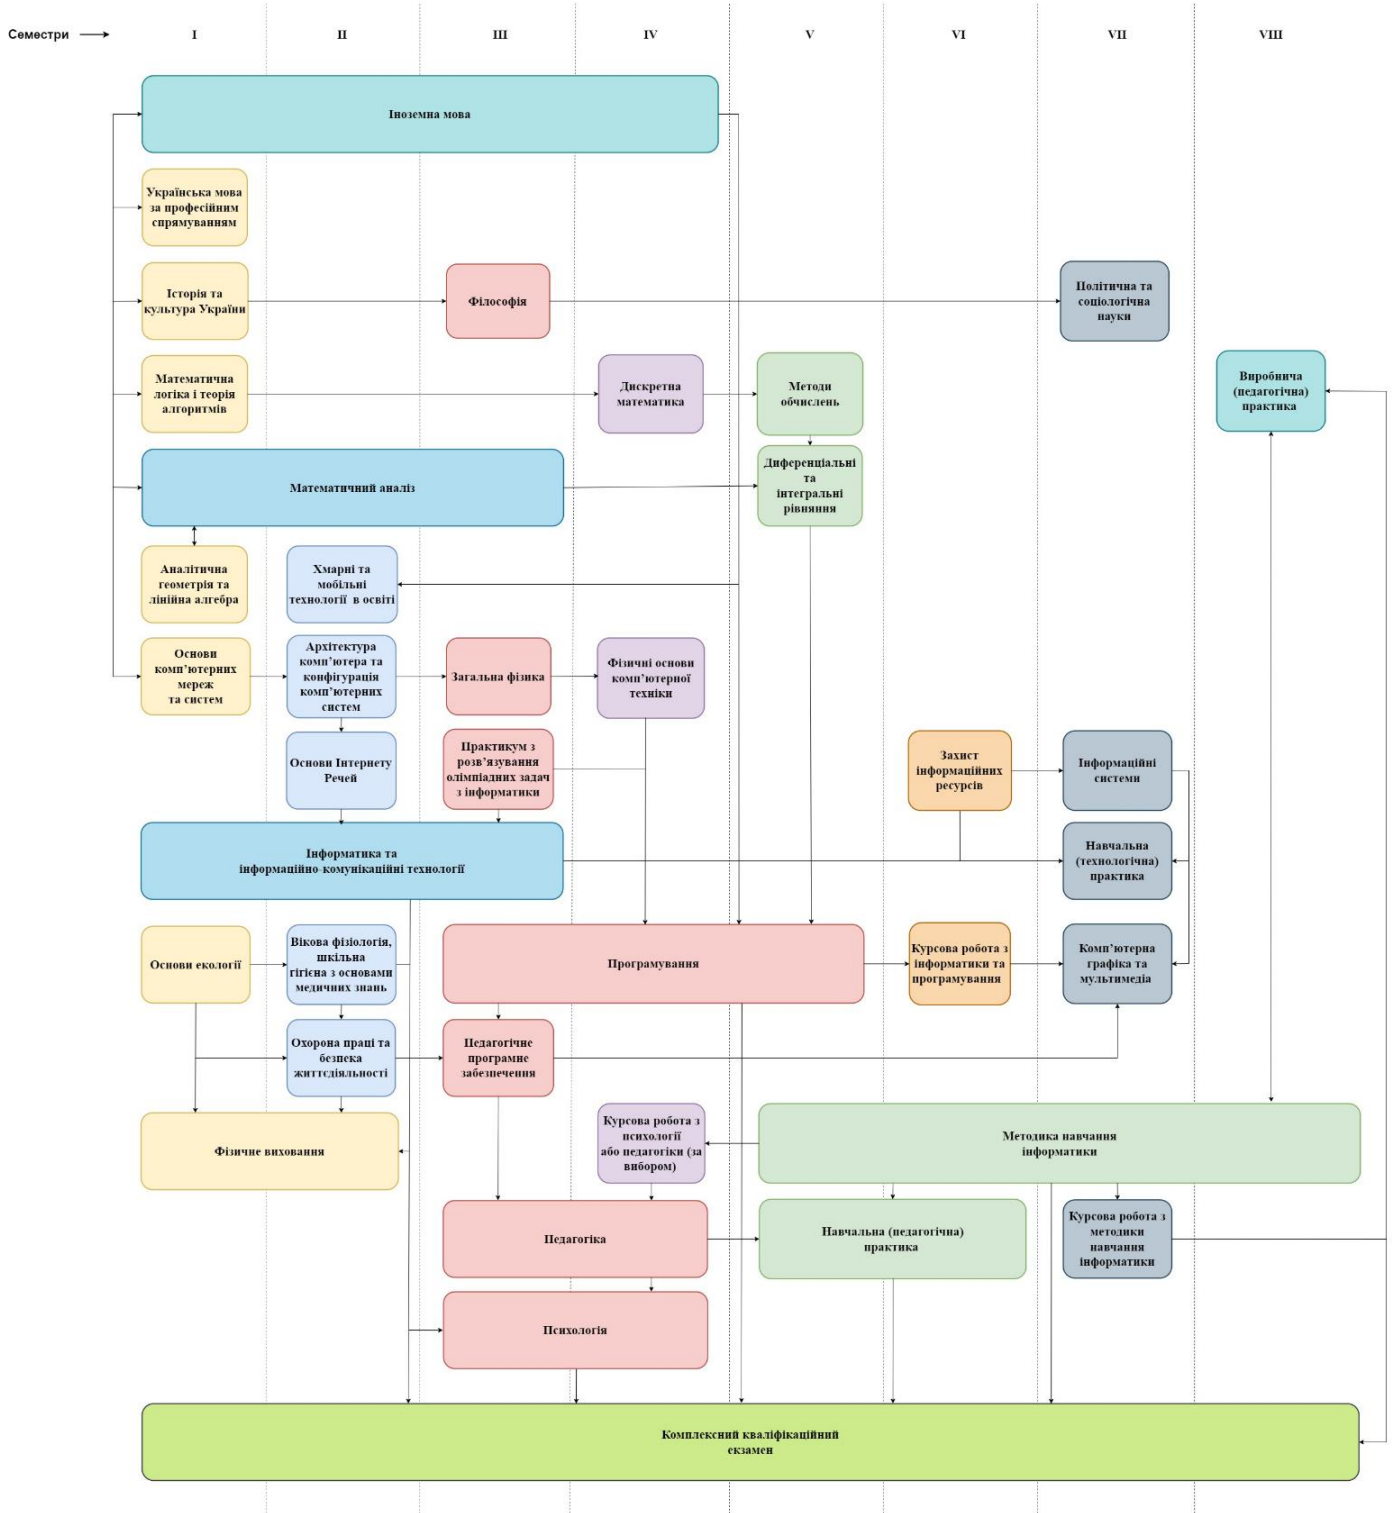 Семестри
I
II
III
IV
V
VI
VII
VIII
Іноземна мова
Українська мова
за професійним
спрямуванням
Історія та
культура України
Філософія
Політична та
соціологічна
науки
Математична
логіка і теорія
алгоритмів
Дискретна
математика
Методи
обчислень
Виробнича
(педагогічна)
практика
Математичний аналіз
Диференціальні
та
інтегральні
рівняння
Аналітична
геометрія та
лінійна алгебра
Хмарні та
мобільні
технології в освіті
Основи
комп’ютерних
мереж
та систем
Архітектура
комп’ютера та
конфігурація
комп’ютерних
систем
Загальна фізика
Фізичні основи
комп’ютерної
техніки
Основи Інтернету
Речей
Практикум з
розв’язування
олімпіадних задач
з інформатики
Захист
інформаційних
ресурсів
Інформаційні
системи
Інформатика та
інформаційно-комунікаційні технології
Навчальна
(технологічна)
практика
Основи екології
Вікова фізіологія,
шкільна
гігієна з основами
медичних знань
Програмування
Курсова робота з
інформатики та
програмування
Комп’ютерна
графіка та
мультимедіа
Охорона праці та
безпека
життєдіяльності
Педагогічне
програмне
забезпечення
Фізичне виховання
Курсова робота з
психології
або педагогіки (за
вибором)
Методика навчання
інформатики
Педагогіка
Навчальна (педагогічна)
практика
Курсова робота з
методики
навчання
інформатики
Психологія
Комплексний кваліфікаційний
екзамен